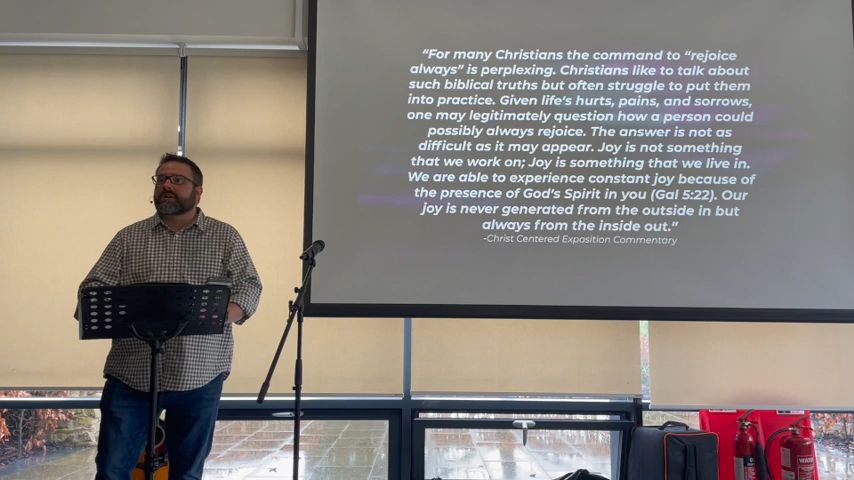 “For many Christians the command to “rejoice
always” is perplexing. Christians like to talk about
such biblical truths but often struggle to put them
into practice. Given life's hurts, pains, and sorrows,
one may legitimately question how a person could
possibly always rejoice. The answer is not as
difficult as it may appear. Joy is not something
that we work on; Joy is something that we live in.
We are able to experience constant joy because of
the presence of God's Spirit in you (Gal 5:22). Our
joy is never generated from the outside in but
always from the inside out.”
-Christ Centered Exposition Commentary
WATER